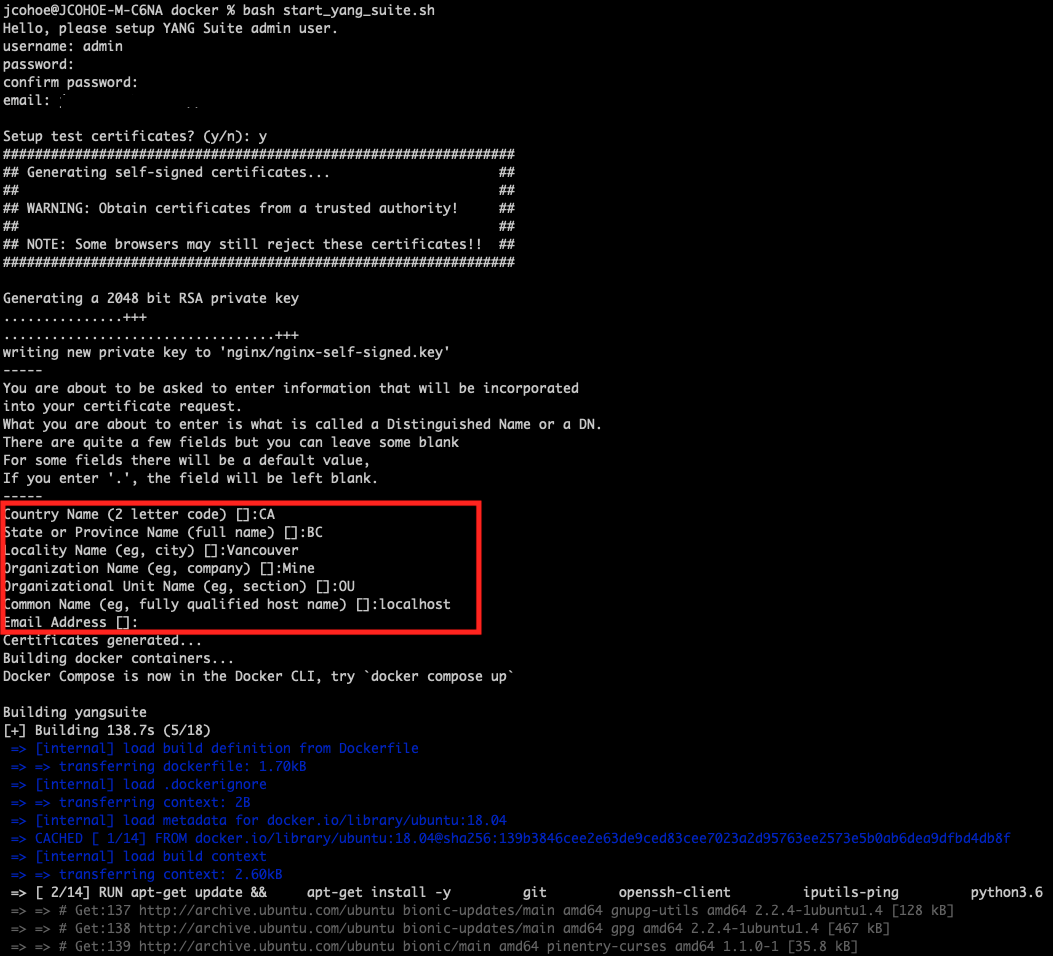 jcohoe@JCOHOE-M-C6NA docker % bash start_yang_suite.sh
Hello, please setup YANG Suite admin user.
username: admin
password:
confirm password:
email:
Setup test certificates? (y/n): y
################################################################
## Generating self-signed certificates...                     ##
##                                                            ##
## WARNING: Obtain certificates from a trusted authority!     ##
##                                                            ##
## NOTE: Some browsers may still reject these certificates!!  ##
################################################################
Generating a 2048 bit RSA private key
...............+++
..................................+++
writing new private key to 'nginx/nginx-self-signed.key'
-----
You are about to be asked to enter information that will be incorporated
into your certificate request.
What you are about to enter is what is called a Distinguished Name or a DN.
There are quite a few fields but you can leave some blank
For some fields there will be a default value,
If you enter '.', the field will be left blank.
-----
Country Name (2 letter code) []:CA
State or Province Name (full name) []:BC
Locality Name (eg, city) []:Vancouver
Organization Name (eg, company) []:Mine
Organizational Unit Name (eg, section) []:OU
Common Name (eg, fully qualified host name) []:localhost
Email Address []:
Certificates generated...
Building docker containers...
Docker Compose is now in the Docker CLI, try `docker compose up`
Building yangsuite
[+] Building 138.7s (5/18)
=> [internal] load build definition from Dockerfile
=> => transferring dockerfile: 1.70kB
=> [internal] load .dockerignore
=> => transferring context: 2B
=> [internal] load metadata for docker.io/library/ubuntu:18.04
=> CACHED [ 1/14] FROM docker.io/library/ubuntu:18.04@sha256:139b3846cee2e63de9ced83cee7023a2d95763ee2573e5b0ab6dea9dfbd4db8f
=> [internal] load build context
=> => transferring context: 2.60kB
=> [ 2/14] RUN apt-get update &&     apt-get install -y         git         openssh-client         iputils-ping         python3.6
=> => # Get:137 http://archive.ubuntu.com/ubuntu bionic-updates/main amd64 gnupg-utils amd64 2.2.4-1ubuntu1.4 [128 kB]
=> => # Get:138 http://archive.ubuntu.com/ubuntu bionic-updates/main amd64 gpg amd64 2.2.4-1ubuntu1.4 [467 kB]
=> => # Get:139 http://archive.ubuntu.com/ubuntu bionic/main amd64 pinentry-curses amd64 1.1.0-1 [35.8 kB]